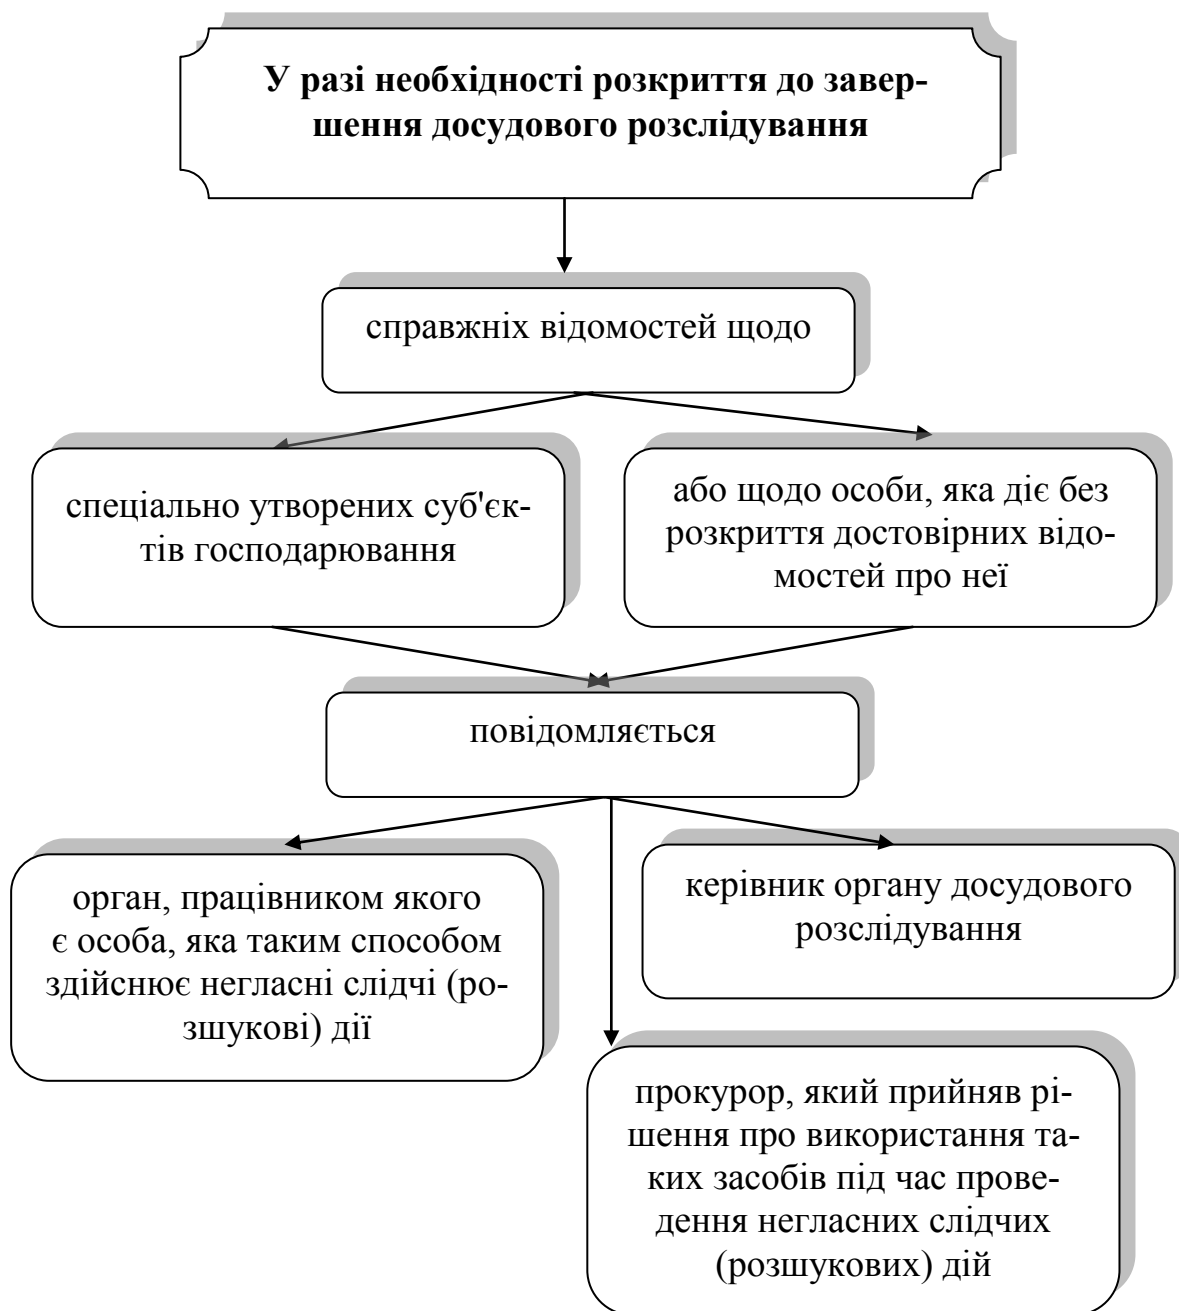 У разі необхідності розкриття до завер-
шення досудового розслідування
справжніх відомостей щодо
спеціально утворених суб'єк-
тів господарювання
або щодо особи, яка діє без
розкриття достовірних відо-
мостей про неї
повідомляється
орган, працівником якого
є особа, яка таким способом
здійснює негласні слідчі (ро-
зшукові) дії
керівник органу досудового
розслідування
прокурор, який прийняв рі-
шення про використання та-
ких засобів під час прове-
дення негласних слідчих
(розшукових) дій